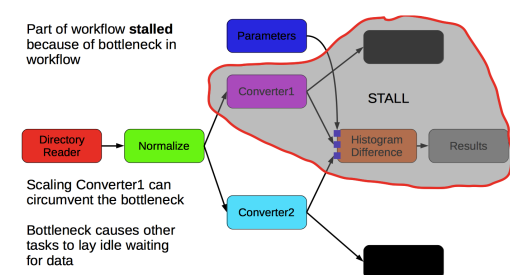 Part of workflow stalled
because of bottleneck in
workflow
Parameters
Converter1
STALL
Directory
Reader
Normalize
Histogram
Difference
Results
Scaling Converter1 can
circumvent the bottleneck
Converter2
Bottleneck causes other
tasks to lay idle waiting
for data